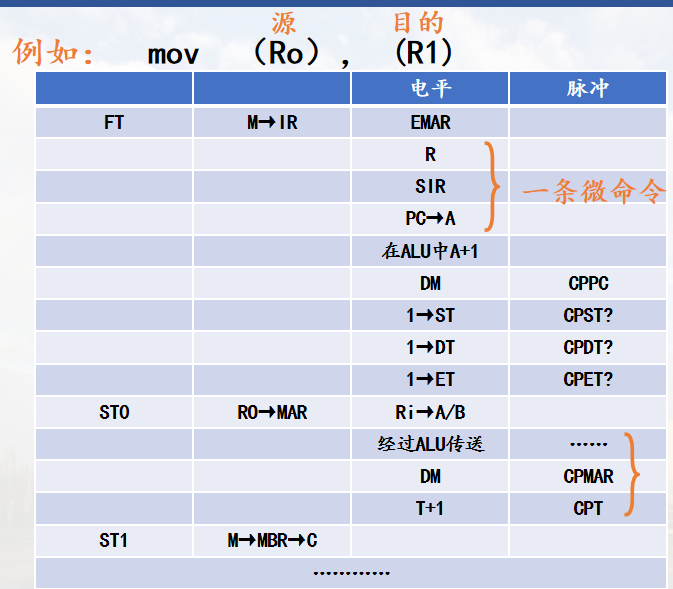 源 目的
例如： mov （Ro），（R1）
电平 脉冲
FT M→IR EMAR
R
SIR
一条微命令
PC→A
在ALU中A+1
DM CPPC
1→ST CPST?
1→DT CPDT?
1→ET CPET?
ST0 R0→MAR Ri→A/B
经过ALU传送 ……
DM CPMAR
T+1 CPT
ST1 M→MBR→C
…………